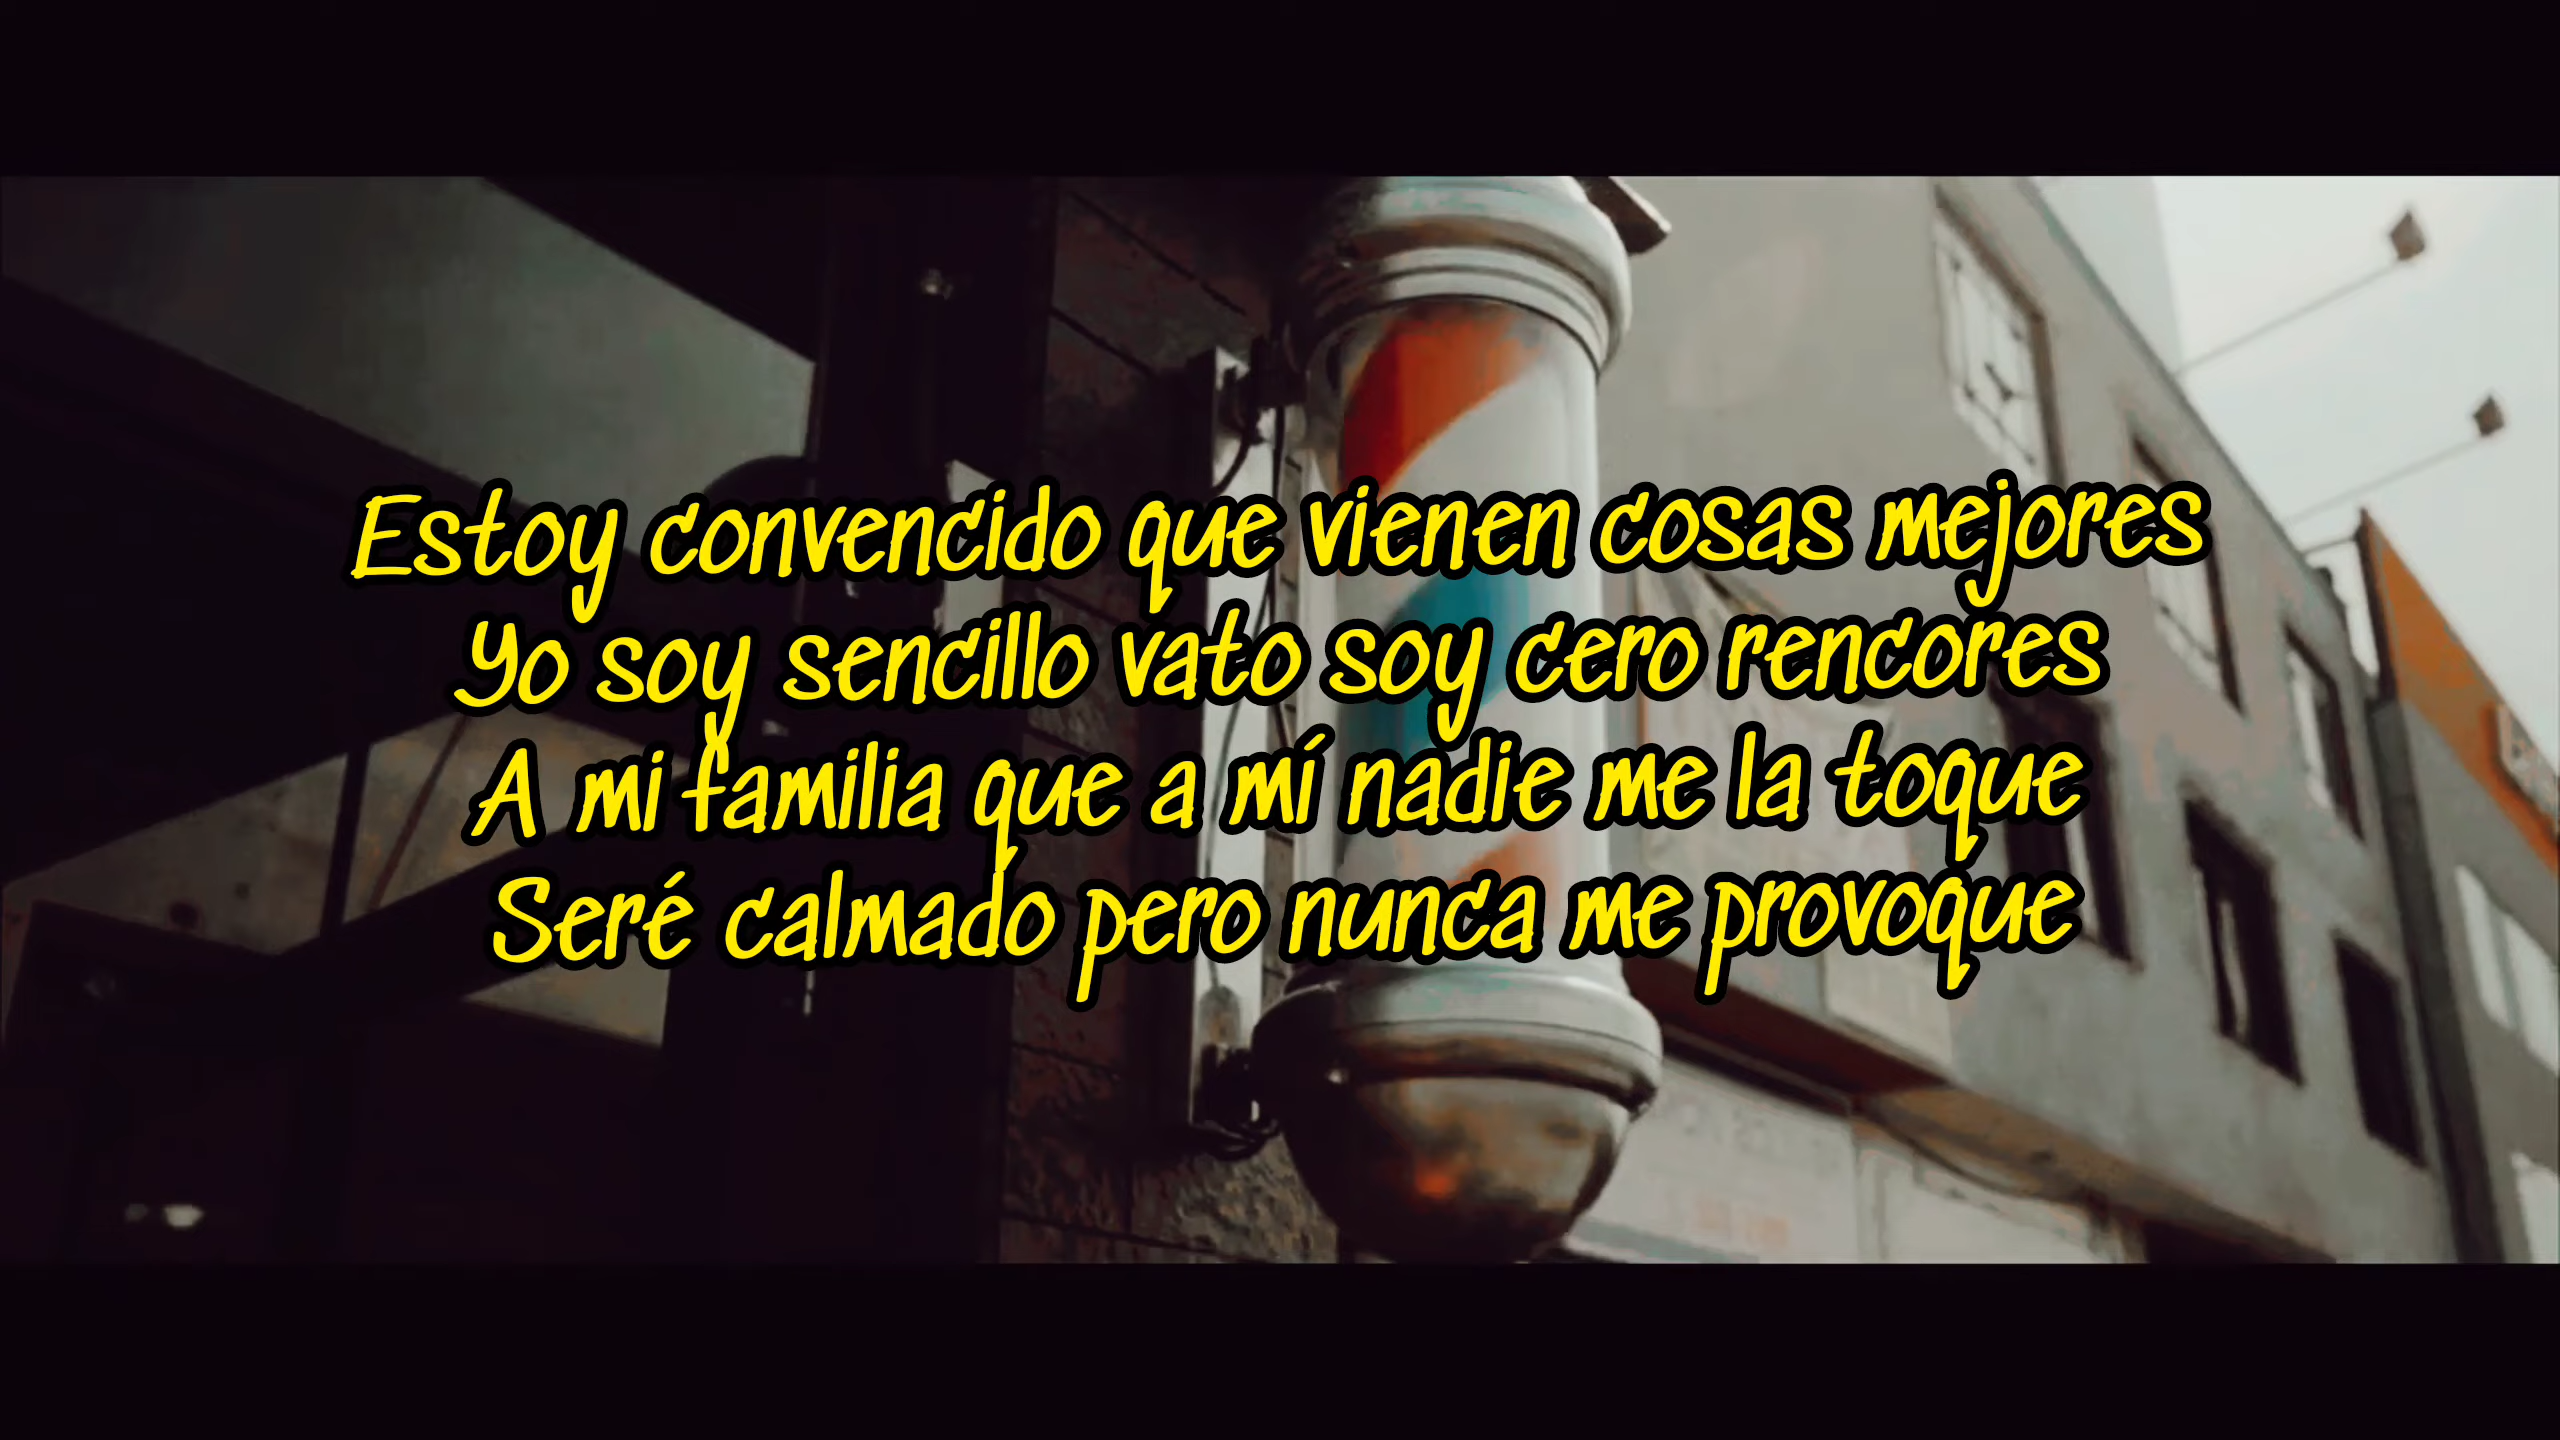 Estoy convencido que vienen cosas mejores
Yo soy sencillo vato soy cero rencores
A mi familia que a mí nadie me la toque
Seré calmado pero nunca me provoque